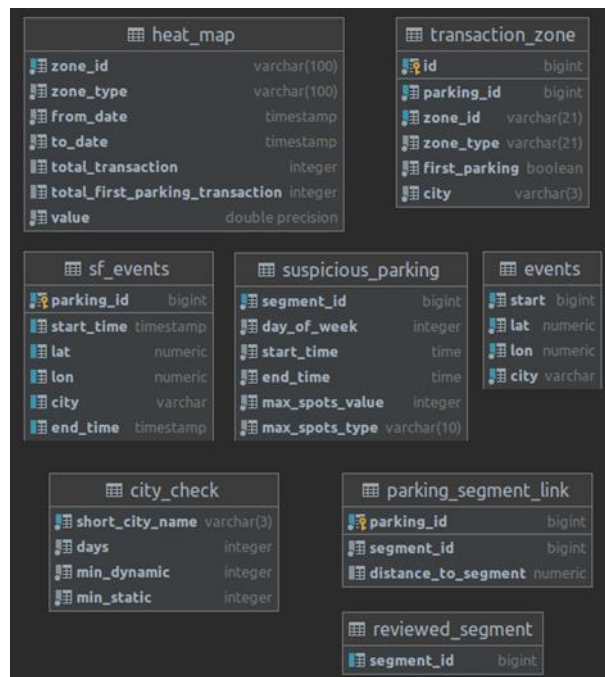 heat_map
zone_id varchar(100)
zone_type varchar(100)
from_date timestamp
to_date timestamp
total_transaction integer
total_first_parking_transaction integer
value double precision
transaction_zone
id bigint
parking_id bigint
zone_id varchar(21)
zone_type varchar(21)
first_parking boolean
city varchar(3)
sf_events
parking_id bigint
start_time timestamp
lat numeric
lon numeric
city varchar
end_time timestamp
suspicious_parking
segment_id bigint
day_of_week integer
start_time time
end_time time
max_spots_value integer
max_spots_type varchar(10)
events
start bigint
lat numeric
lon numeric
city varchar
city_check
short_city_name varchar(3)
days integer
min_dynamic integer
min_static integer
parking_segment_link
parking_id bigint
segment_id bigint
distance_to_segment numeric
reviewed_segment
segment_id bigint